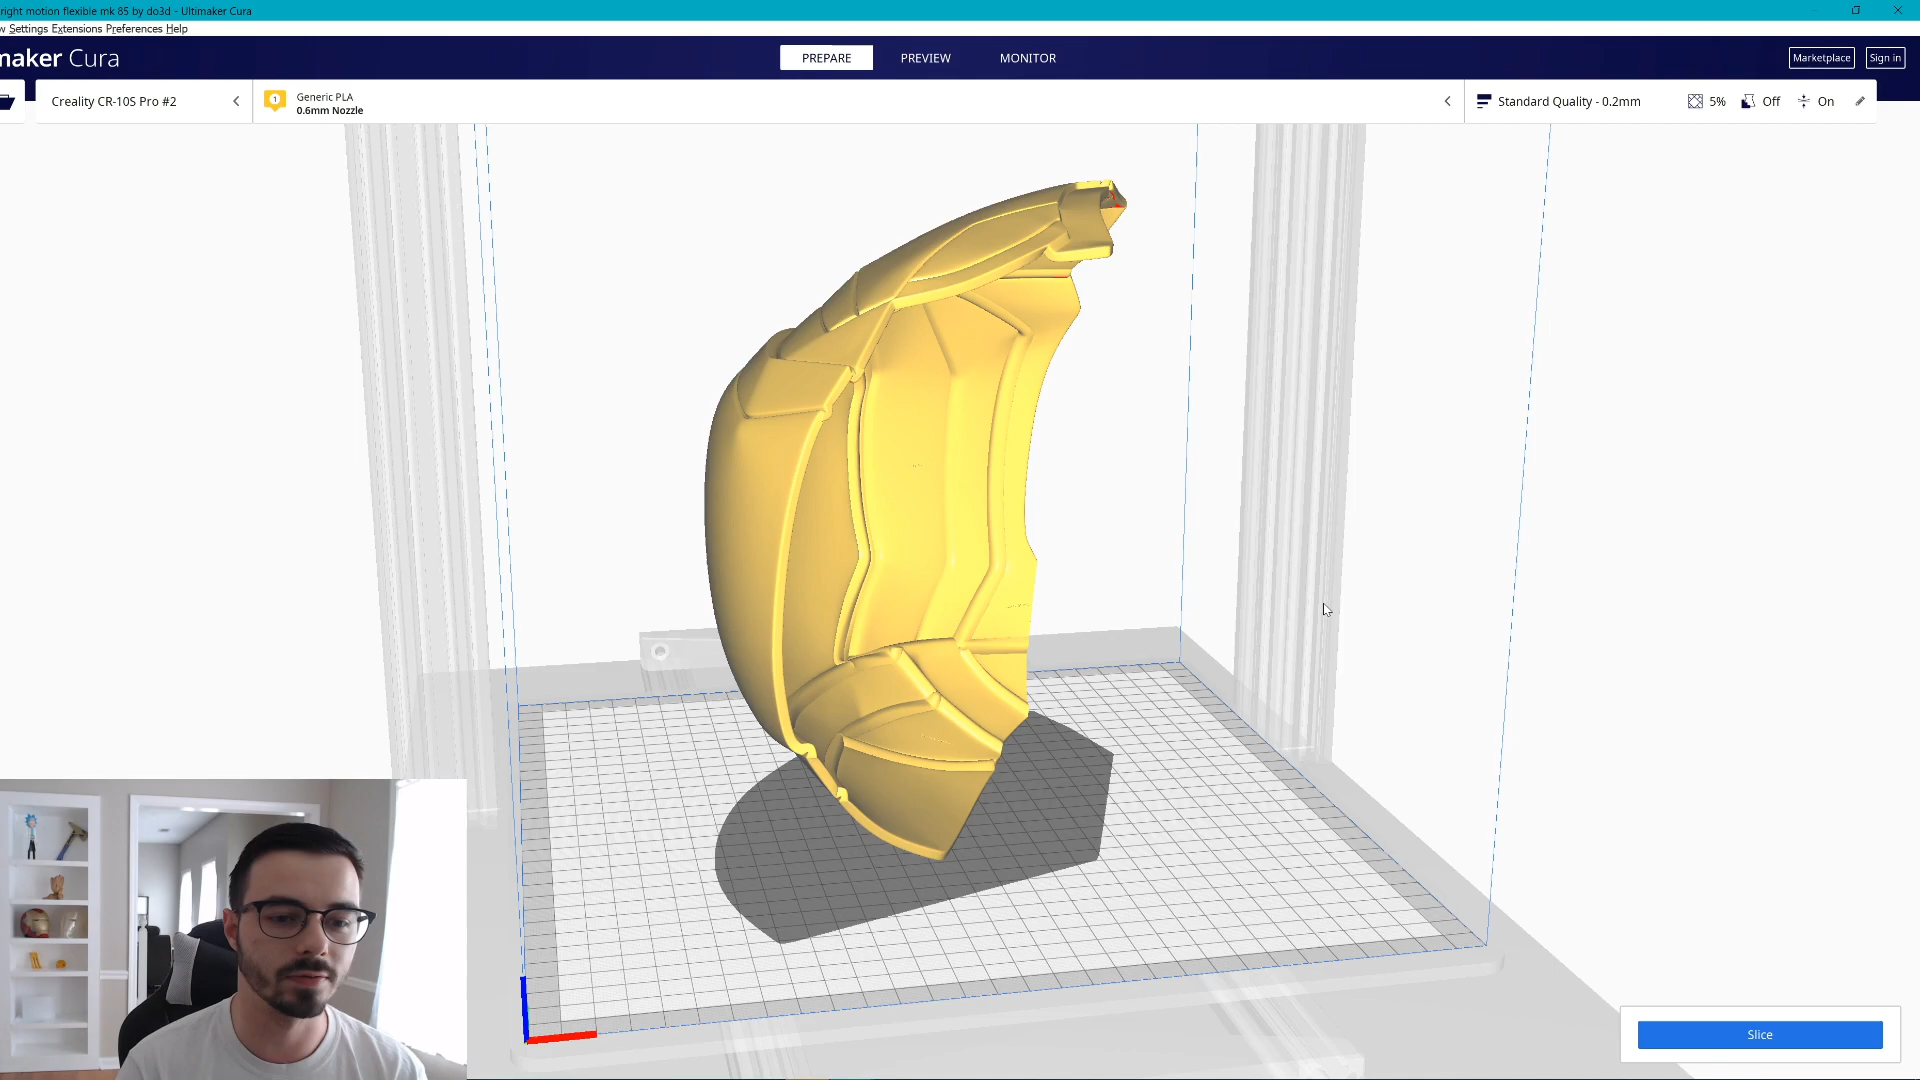 right motion flexible mk 85 by do3d - Ultimaker Cura
w Settings Extensions Preferences Help
maker Cura
PREPARE
PREVIEW
MONITOR
Marketplace
Sign in
Creality CR-10S Pro #2
1
Generic PLA
0.6mm Nozzle
Standard Quality - 0.2mm
5%
Off
On
Slice